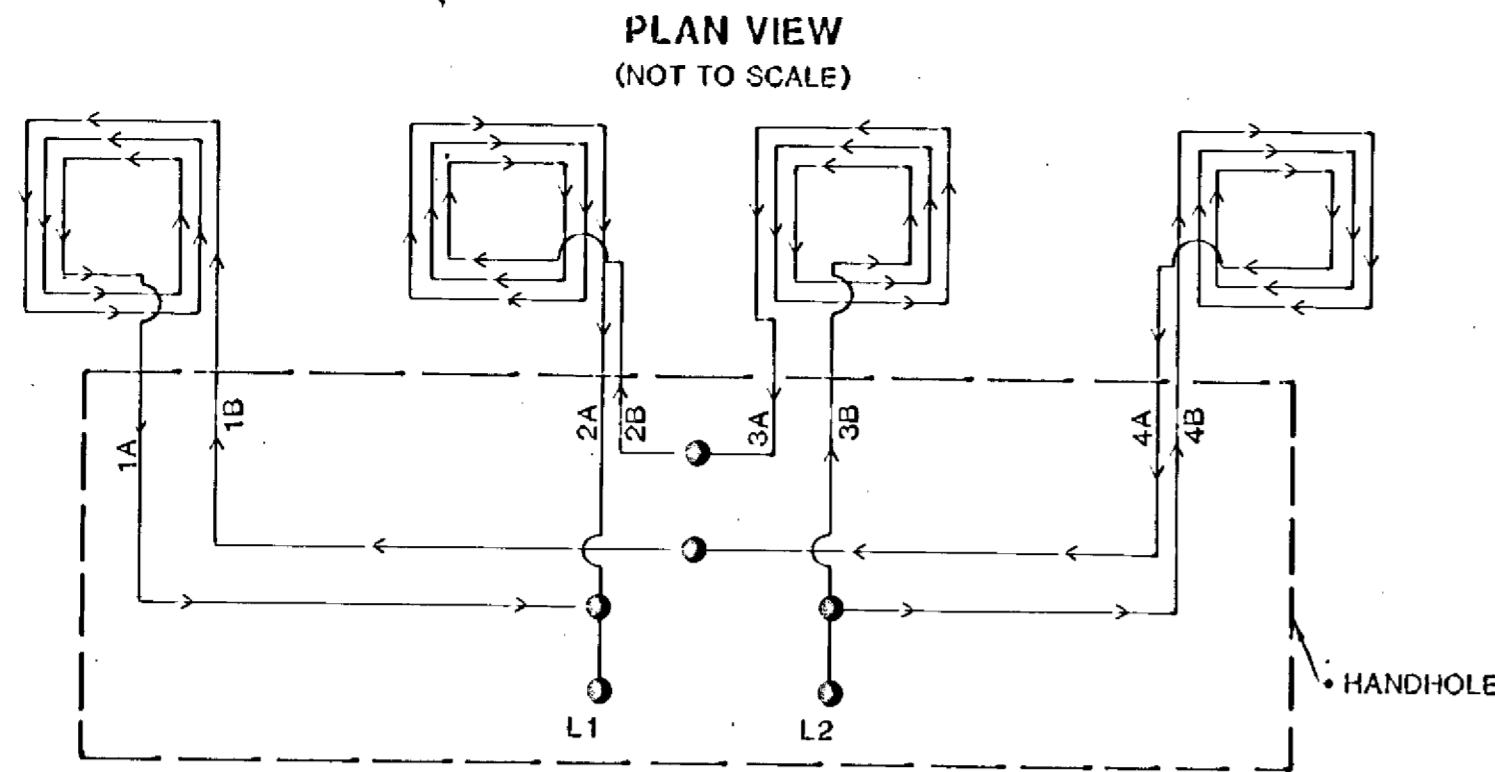 PLAN VIEW
(NOT TO SCALE)
1A
1B
2A
2B
3A
3B
4A
4B
L1
L2
HANDHOLE